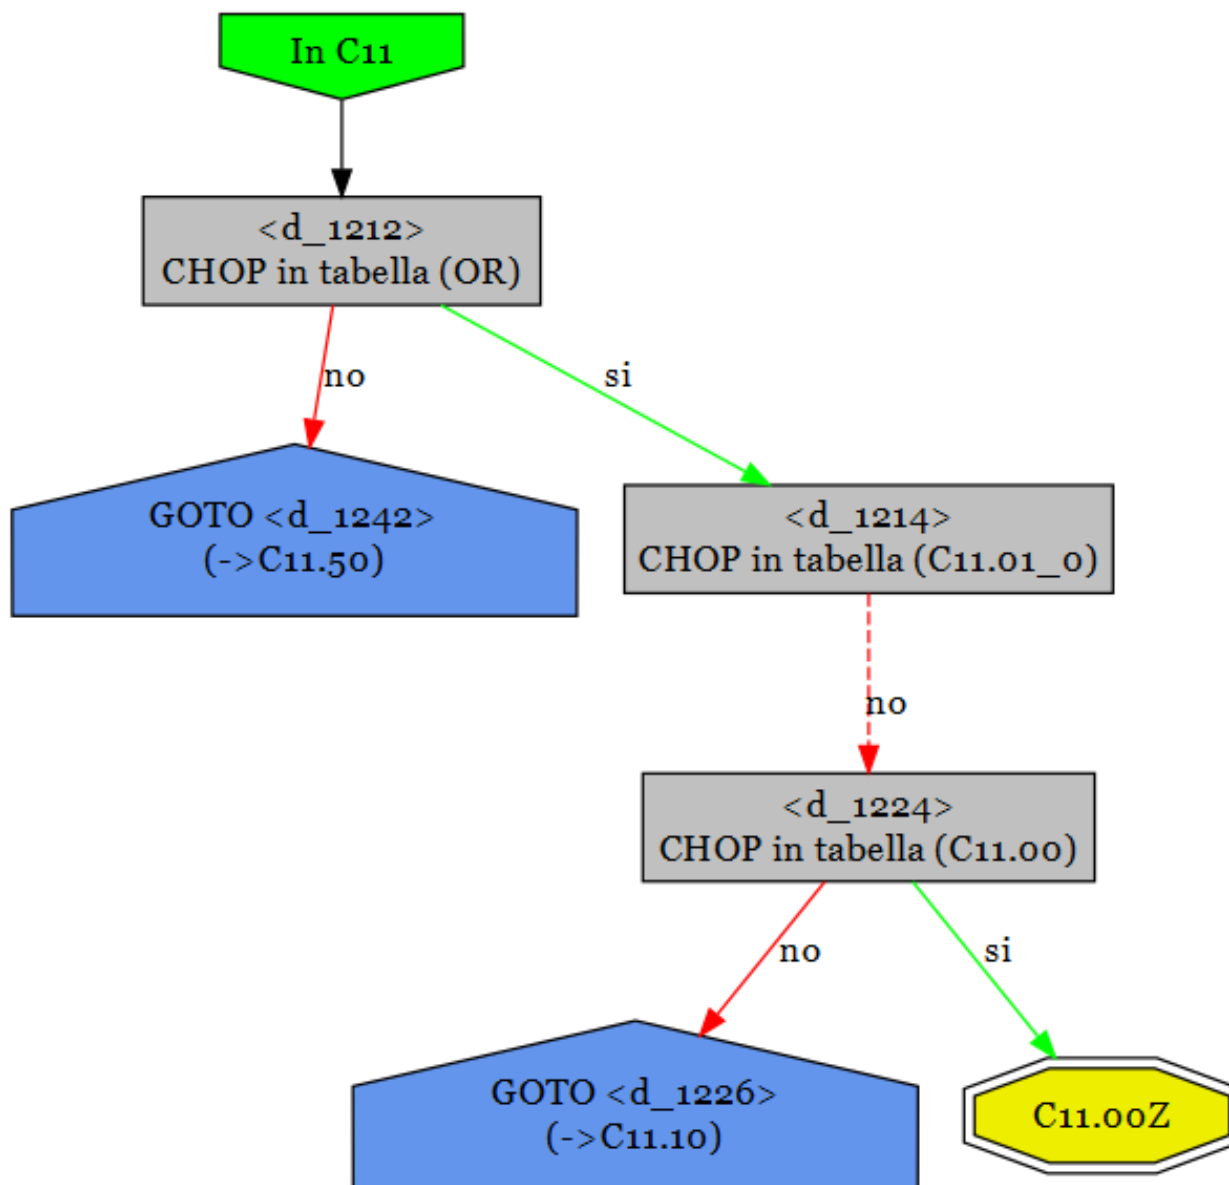 In C11
<d_1212>
CHOP in tabella (OR)
no
si
GOTO <d_1242>
(->C11.50)
<d_1214>
CHOP in tabella (C11.01_0)
no
<d_1224>
CHOP in tabella (C11.00)
no
si
GOTO <d_1226>
(->C11.10)
C11.00Z